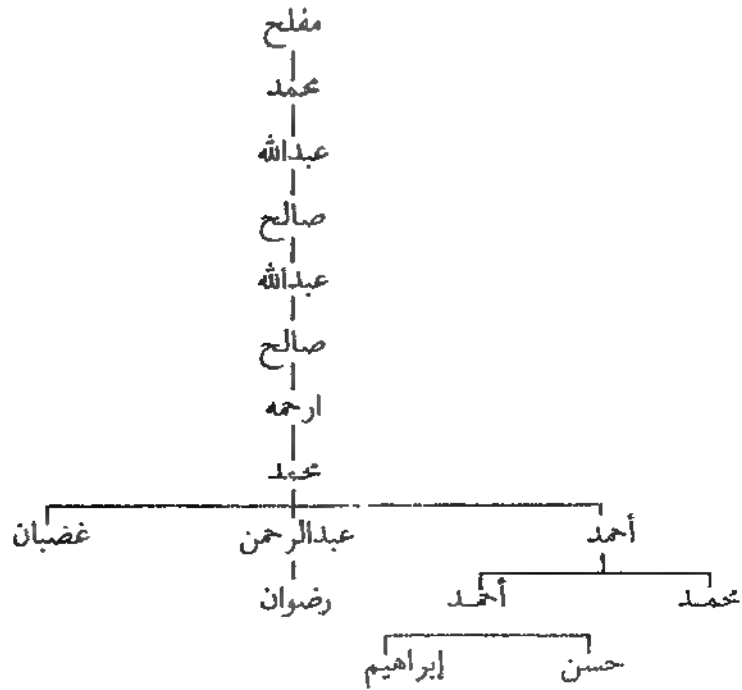 مفلح
محمد
عبدالله
صالح
عبدالله
صالح
ارحمه
محمد
أحمد عبدالرحمن غضبان
محمد أحمد رضوان
حسن إبراهيم